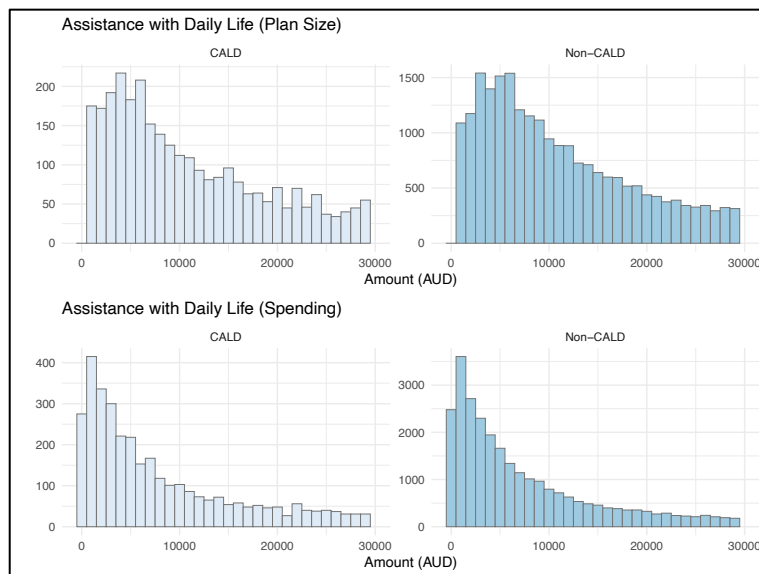 Assistance with Daily Life (Plan Size)
CALD Non−CALD
200
150
100
50
0
1500
1000
500
0
0 10000 20000 30000 0 10000 20000 30000
Amount (AUD)
Assistance with Daily Life (Spending)
CALD Non−CALD
400
300
200
100
0
3000
2000
1000
0
0 10000 20000 30000 0 10000 20000 30000
Amount (AUD)